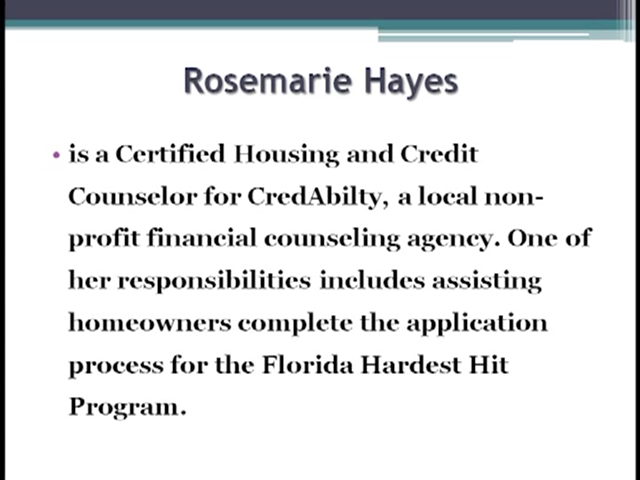 Rosemarie Hayes
• is a Certified Housing and Credit
Counselor for CredAbilty, a local non-
profit financial counseling agency. One of
her responsibilities includes assisting
homeowners complete the application
process for the Florida Hardest Hit
Program.